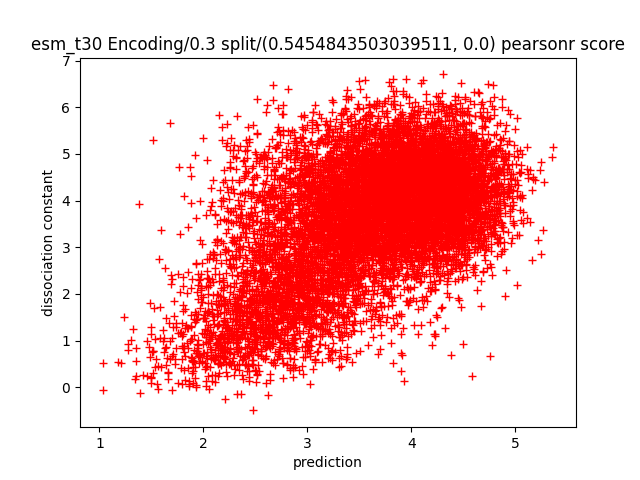 esm_t30 Encoding/0.3 split/(0.5454843503039511, 0.0) pearsonr score
7
6
5
4
3
2
1
0
dissociation constant
1 2 3 4 5
prediction